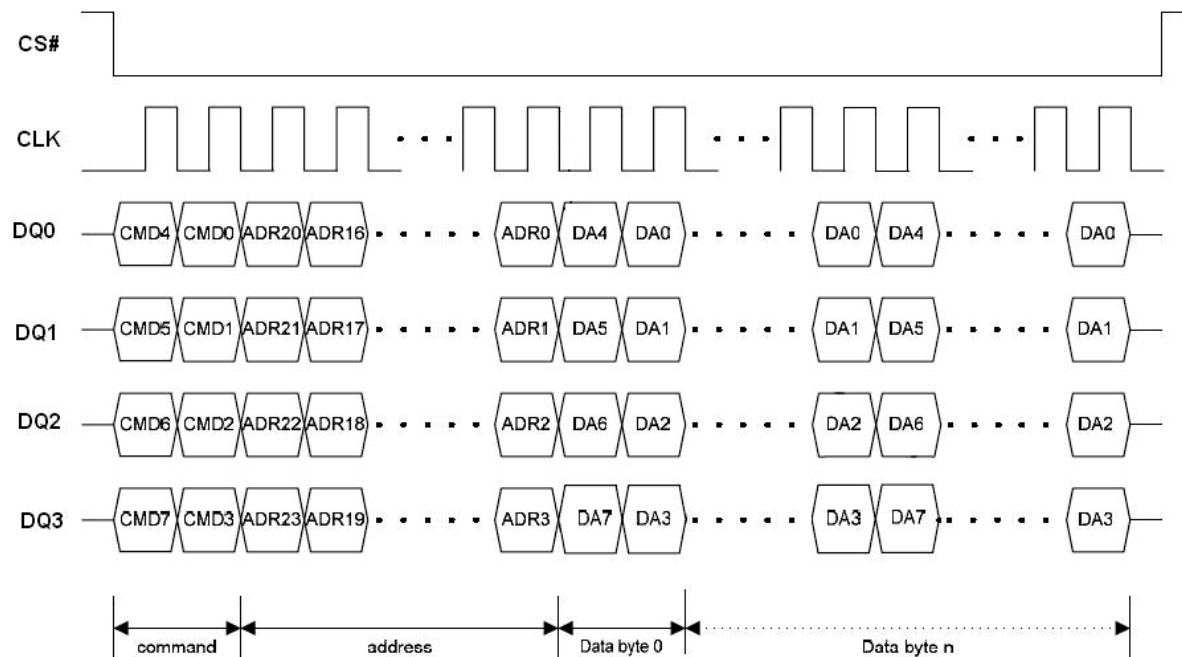 CS#
CLK
DQ0 CMD4 CMD0 ADR20 ADR16 ADR0 DA4 DA0 DA0 DA4 DA0
DQ1 CMD5 CMD1 ADR21 ADR17 ADR1 DA5 DA1 DA1 DA5 DA1
DQ2 CMD6 CMD2 ADR22 ADR18 ADR2 DA6 DA2 DA2 DA6 DA2
DQ3 CMD7 CMD3 ADR23 ADR19 ADR3 DA7 DA3 DA3 DA7 DA3
command address Data byte 0 Data byte n